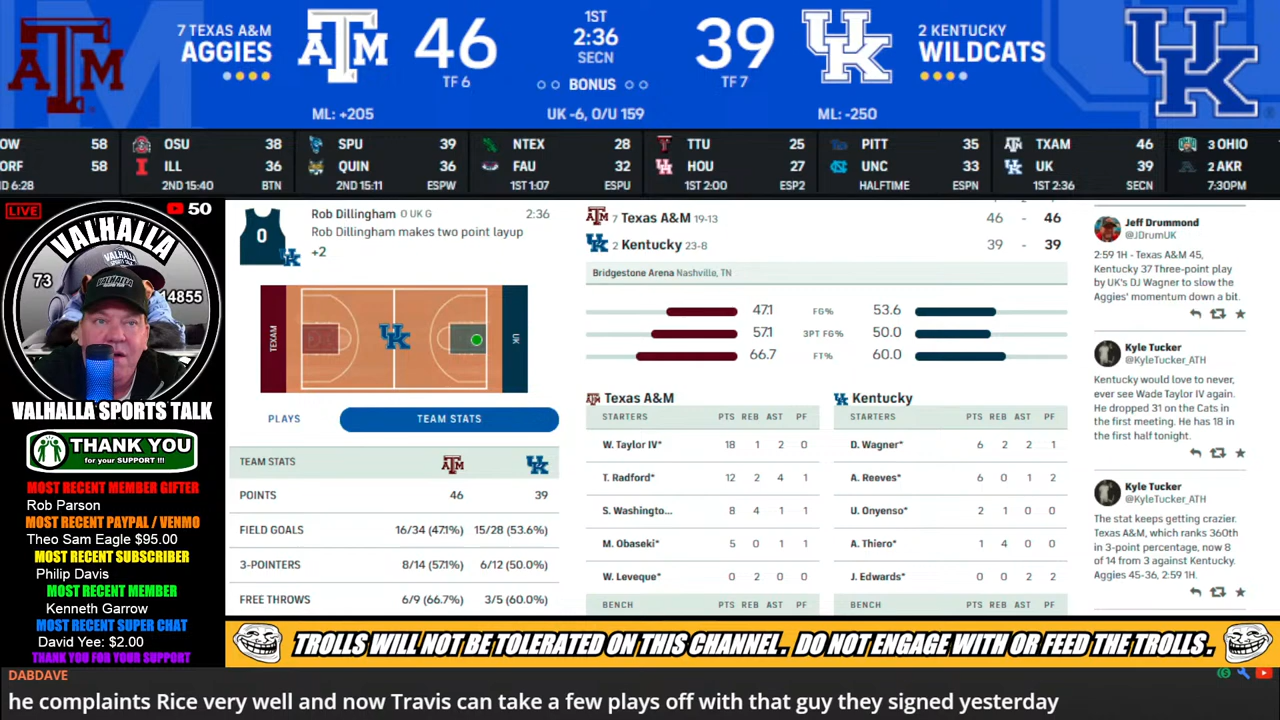 7 TEXAS A&M
AGGIES
46
TF 6
ML: +205
1ST
2:36
SECN
BONUS
UK -6, O/U 159
39
TF 7
2 KENTUCKY
WILDCATS
ML: -250
OW 58
ORF 58
ND 6:28
OSU 38
ILL 36
2ND 15:40 BTN
SPU 39
QUIN 36
2ND 15:11 ESPW
NTEX 28
FAU 32
1ST 1:07 ESPU
TTU 25
HOU 27
1ST 2:00 ESP2
PITT 35
UNC 33
HALFTIME ESPN
TXAM 46
UK 39
1ST 2:36 SECN
3 OHIO
2 AKR
7:30PM
LIVE
50
VALHALLA
VALHALLA
73
14855
VALHALLA SPORTS TALK
THANK YOU
for your SUPPORT !!!
MOST RECENT MEMBER GIFTER
Rob Parson
MOST RECENT PAYPAL / VENMO
Theo Sam Eagle $95.00
MOST RECENT SUBSCRIBER
Philip Davis
MOST RECENT MEMBER
Kenneth Garrow
MOST RECENT SUPER CHAT
David Yee: $2.00
THANK YOU FOR YOUR SUPPORT
0
Rob Dillingham 0 UK G 2:36
Rob Dillingham makes two point layup
+2
TEXAM
UK
PLAYS
TEAM STATS
TEAM STATS
POINTS 46 39
FIELD GOALS 16/34 (47.1%) 15/28 (53.6%)
3-POINTERS 8/14 (57.1%) 6/12 (50.0%)
FREE THROWS 6/9 (66.7%) 3/5 (60.0%)
7 Texas A&M 19-13 46 - 46
2 Kentucky 23-8 39 - 39
Bridgestone Arena Nashville, TN
47.1 FG% 53.6
57.1 3PT FG% 50.0
66.7 FT% 60.0
Texas A&M
STARTERS PTS REB AST PF
W. Taylor IV* 18 1 2 0
T. Radford* 12 2 4 1
S. Washingto... 8 4 1 1
M. Obaseki* 5 0 1 1
W. Leveque* 0 2 0 0
BENCH PTS REB AST PF
Kentucky
STARTERS PTS REB AST PF
D. Wagner* 6 2 2 1
A. Reeves* 6 0 1 2
U. Onyenso* 2 1 0 0
A. Thiero* 1 4 0 0
J. Edwards* 0 0 2 2
BENCH PTS REB AST PF
Jeff Drummond
@JDrumUK
2:59 1H - Texas A&M 45,
Kentucky 37 Three-point play
by UK's DJ Wagner to slow the
Aggies' momentum down a bit.
Kyle Tucker
@KyleTucker_ATH
Kentucky would love to never,
ever see Wade Taylor IV again.
He dropped 31 on the Cats in
the first meeting. He has 18 in
the first half tonight.
Kyle Tucker
@KyleTucker_ATH
The stat keeps getting crazier.
Texas A&M, which ranks 360th
in 3-point percentage, now 8
of 14 from 3 against Kentucky.
Aggies 45-36, 2:59 1H.
TROLLS WILL NOT BE TOLERATED ON THIS CHANNEL. DO NOT ENGAGE WITH OR FEED THE TROLLS.
DABDAVE
he complaints Rice very well and now Travis can take a few plays off with that guy they signed yesterday